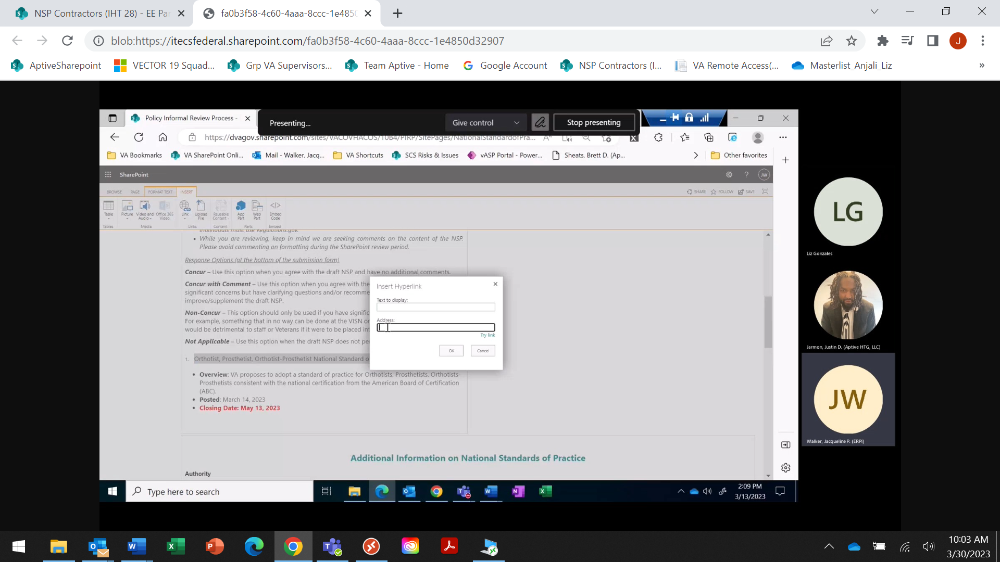 NSP Contractors (IHT 28) - EE Par
fa0b3f58-4c60-4aaa-8ccc-1e485
blob:https://itecsfederal.sharepoint.com/fa0b3f58-4c60-4aaa-8ccc-1e4850d32907
J
AptiveSharepoint
VECTOR 19 Squad...
Grp VA Supervisors...
Team Aptive - Home
Google Account
NSP Contractors (I...
VA Remote Access(...
Masterlist_Anjali_Liz
»
Policy Informal Review Process -
Presenting...
Give control
Stop presenting
https://dvagov.sharepoint.com/sites/VACOVHACOS/10B4/PIRP/SitePages/NationalStandardofPra...
VA Bookmarks
VA SharePoint Onli...
Mail - Walker, Jacq...
VA Shortcuts
SCS Risks & Issues
vASP Portal - Power...
Sheats, Brett D. (Ap...
Other favorites
SharePoint
JW
BROWSE
PAGE
FORMAT TEXT
INSERT
SHARE
FOLLOW
SAVE
Table
Picture
Video and Audio
Office 365 Video
Link
Upload File
Reusable Content
App Part
Web Part
Embed Code
Tables
Media
Links
Content
Parts
Embed
individuals must use Regulations.gov.
• While you are reviewing, keep in mind we are seeking comments on the content of the NSP.
Please avoid commenting on formatting during the SharePoint review period.
Response Options (at the bottom of the submission form)
Concur – Use this option when you agree with the draft NSP and have no additional comments.
Concur with Comment – Use this option when you agree with the
significant concerns but have clarifying questions and/or recomme
improve/supplement the draft NSP.
Non-Concur – This option should only be used if you have signific
For example, something that in no way can be done at the VISN or
would be detrimental to staff or Veterans if it were to be placed int
Not Applicable – Use this option when the draft NSP does not per
1. Orthotist, Prosthetist, Orthotist-Prosthetist National Standard o
• Overview: VA proposes to adopt a standard of practice for Orthotists, Prosthetists, Orthotists-
Prosthetists consistent with the national certification from the American Board of Certification
(ABC).
• Posted: March 14, 2023
• Closing Date: May 13, 2023
Insert Hyperlink
Text to display:
Address:
Try link
OK
Cancel
Additional Information on National Standards of Practice
Authority
LG
Liz Gonzales
Jarmon, Justin D. (Aptive HTG, LLC)
JW
Walker, Jacqueline P. (ERPi)
Type here to search
2:09 PM
3/13/2023
10:03 AM
3/30/2023